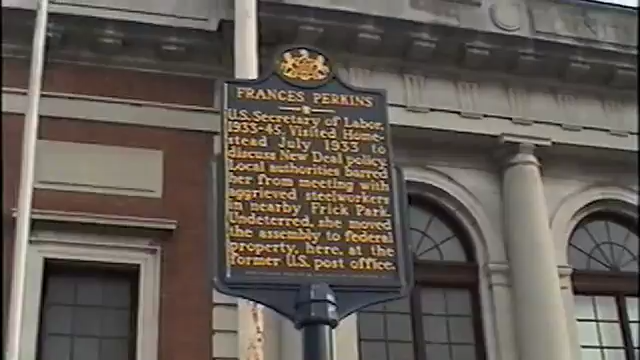 FRANCES PERKINS
U.S. Secretary of Labor,
1933-45. Visited Home-
stead July 1933 to
discuss New Deal policy.
Local authorities barred
her from meeting with
aggrieved steelworkers
in nearby Frick Park.
Undeterred, she moved
the assembly to federal
property, here, at the
former U.S. post office.